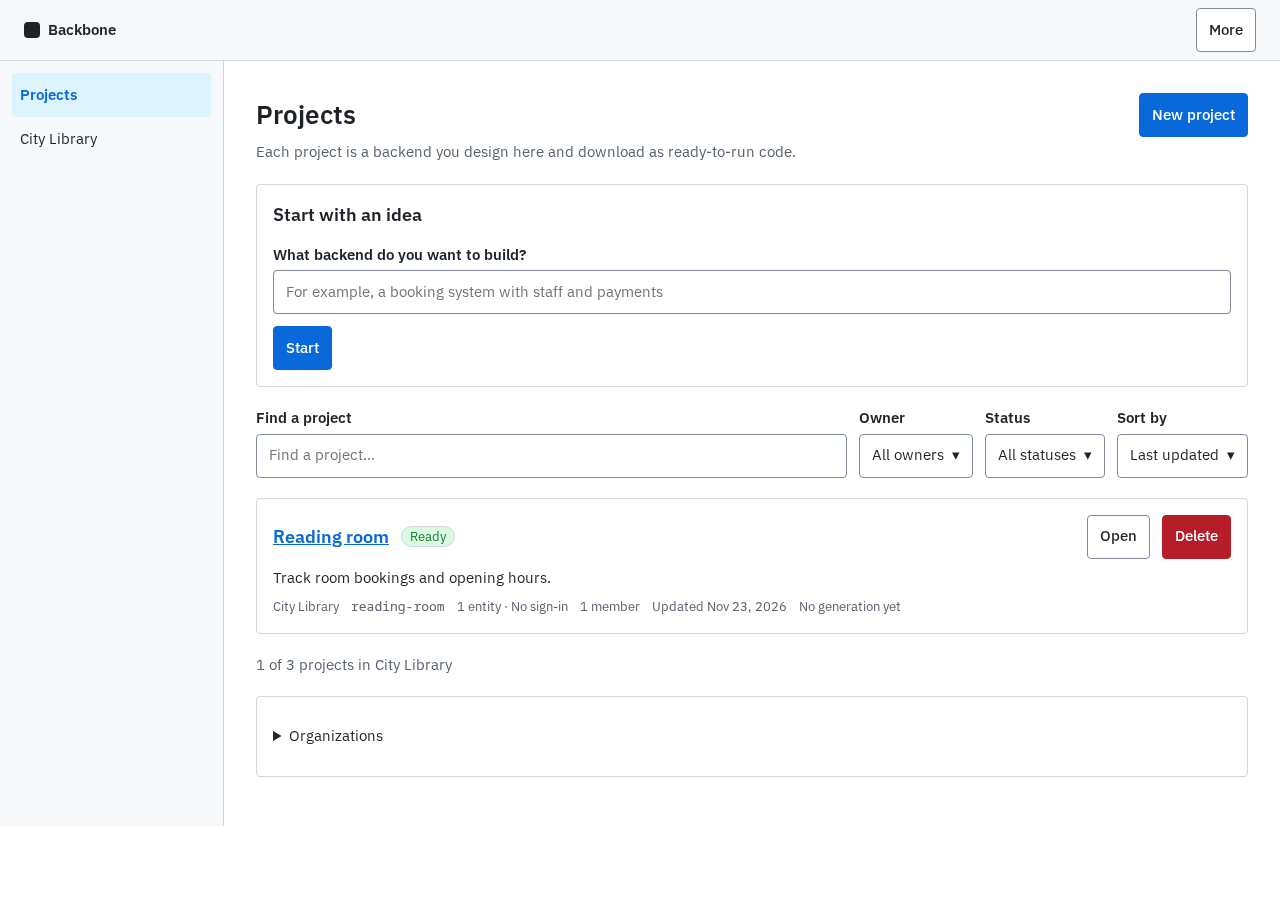 Backbone
More
Projects
City Library
Projects
New project
Each project is a backend you design here and download as ready-to-run code.
Start with an idea
What backend do you want to build?
For example, a booking system with staff and payments
Start
Find a project
Owner
Status
Sort by
Find a project...
All owners ▾
All statuses ▾
Last updated ▾
Reading room
Ready
Open
Delete
Track room bookings and opening hours.
City Library reading-room 1 entity · No sign-in 1 member Updated Nov 23, 2026 No generation yet
1 of 3 projects in City Library
▶ Organizations